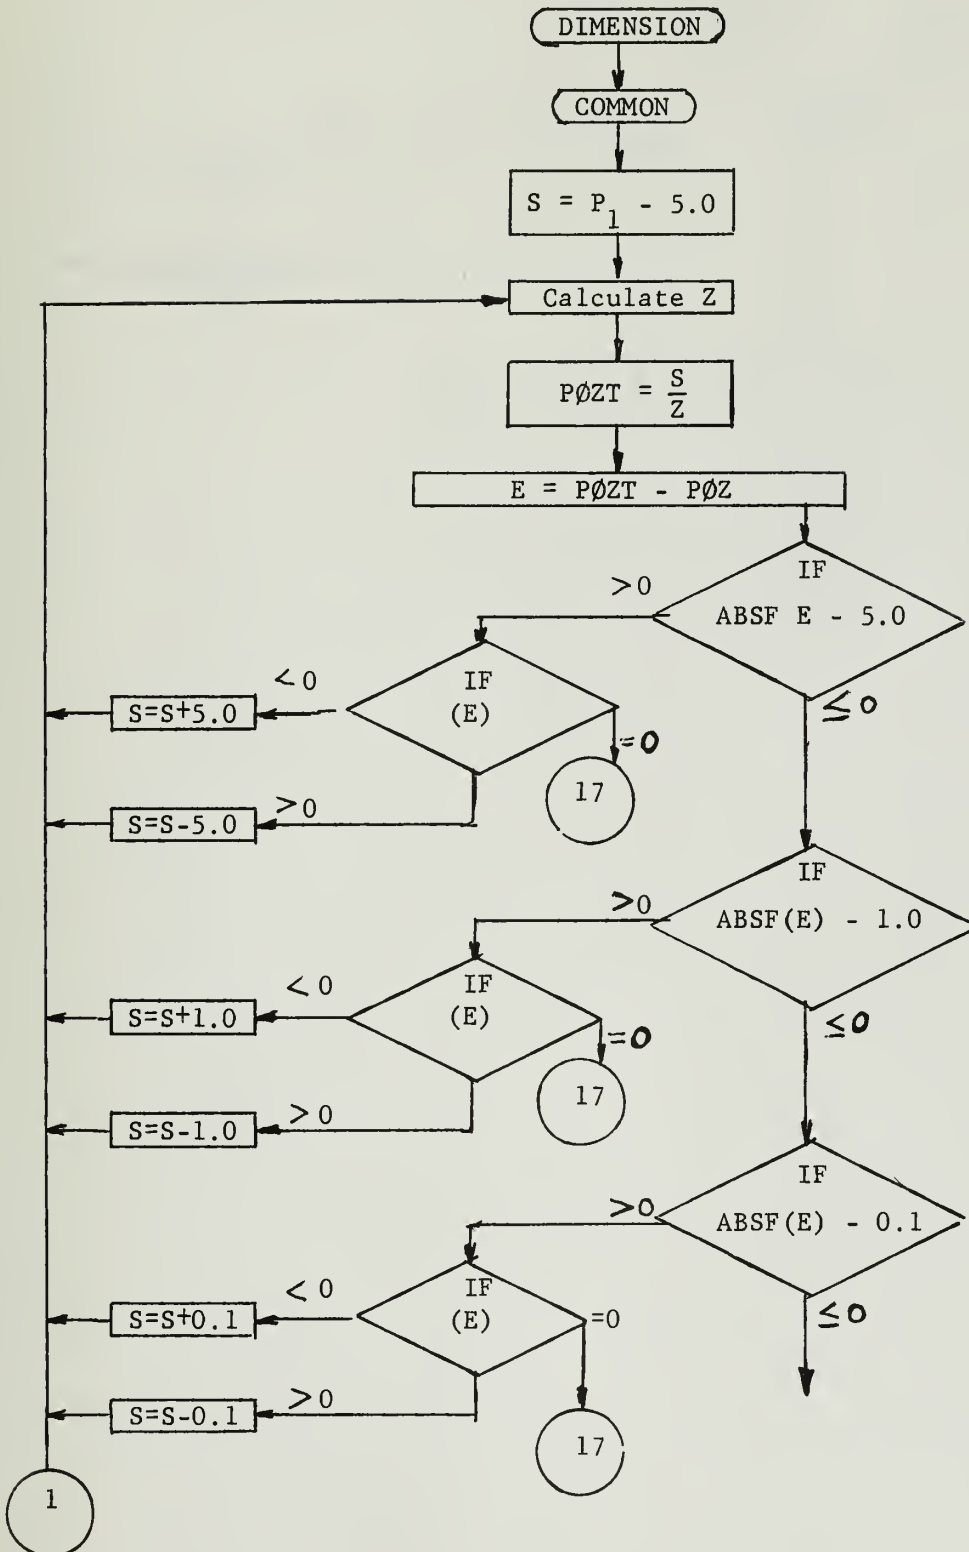 DIMENSION
COMMON
S = P1 - 5.0
Calculate Z
PØZT = S
Z
E = PØZT - PØZ
IF
ABSF E - 5.0
>0
≤0
IF
(E)
<0
S=S+5.0
=0
17
>0
S=S-5.0
IF
ABSF(E) - 1.0
>0
≤0
IF
(E)
<0
S=S+1.0
=0
17
>0
S=S-1.0
IF
ABSF(E) - 0.1
>0
≤0
IF
(E)
<0
S=S+0.1
=0
>0
S=S-0.1
17
1